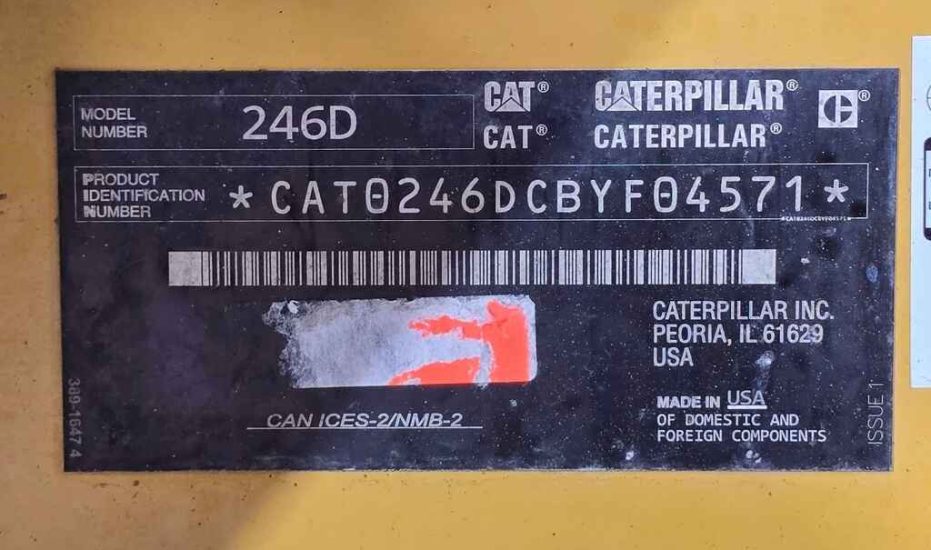 MODEL NUMBER 246D
CAT® CATERPILLAR®
CAT® CATERPILLAR®
PRODUCT IDENTIFICATION NUMBER *CAT0246DCBYF04571*
CATERPILLAR INC.
PEORIA, IL 61629
USA
CAN ICES-2/NMB-2
MADE IN USA
OF DOMESTIC AND
FOREIGN COMPONENTS
389-1647 4
ISSUE 1